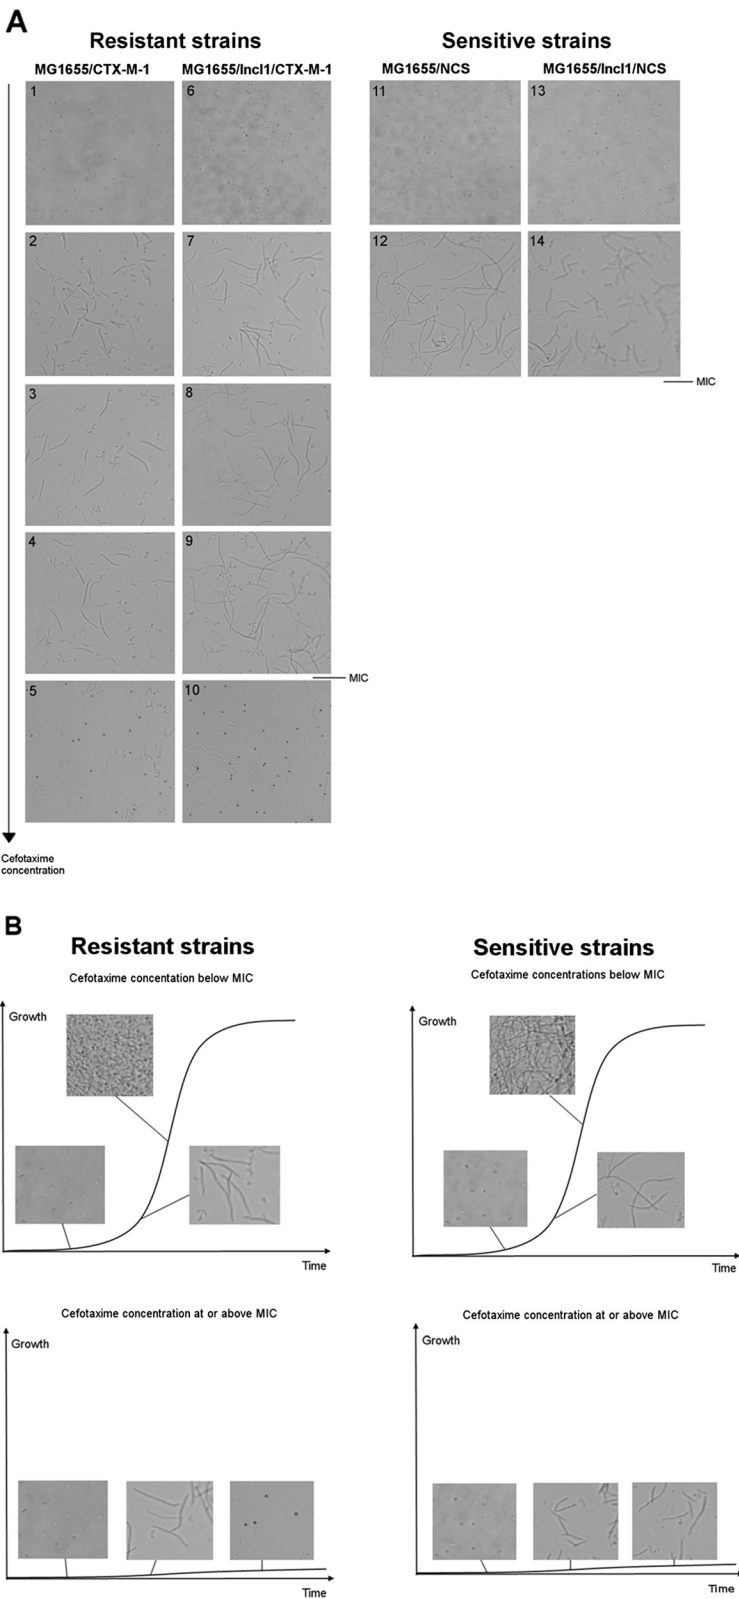 A
Resistant strains
Sensitive strains
MG1655/CTX-M-1
MG1655/IncI1/CTX-M-1
MG1655/NCS
MG1655/IncI1/NCS
1
6
11
13
2
7
12
14
MIC
3
8
4
9
MIC
5
10
Cefotaxime
concentration
B
Resistant strains
Sensitive strains
Cefotaxime concentation below MIC
Cefotaxime concentrations below MIC
Growth
Growth
Time
Time
Cefotaxime concentration at or above MIC
Cefotaxime concentration at or above MIC
Growth
Growth
Time
Time